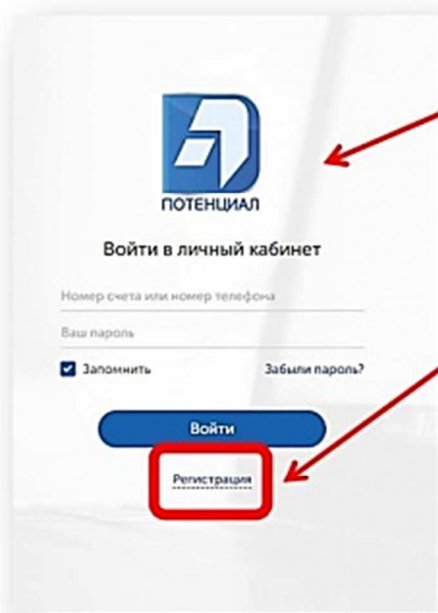 ПОТЕНЦИАЛ
Войти в личный кабинет
Номер счета или номер телефона
Ваш пароль
Запомнить Забыли пароль?
Войти
Регистрация